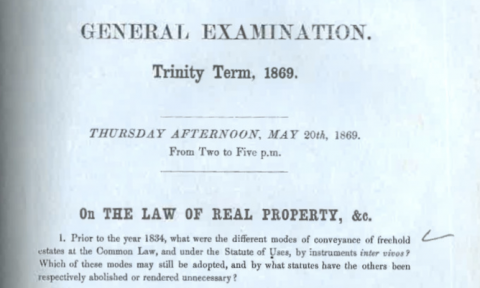 GENERAL EXAMINATION.
Trinity Term, 1869.
THURSDAY AFTERNOON, MAY 20th, 1869.
From Two to Five p.m.
On THE LAW OF REAL PROPERTY, &c.
1. Prior to the year 1834, what were the different modes of conveyance of freehold
estates at the Common Law, and under the Statute of Uses, by instruments inter vivos?
Which of these modes may still be adopted, and by what statutes have the others been
respectively abolished or rendered unnecessary?